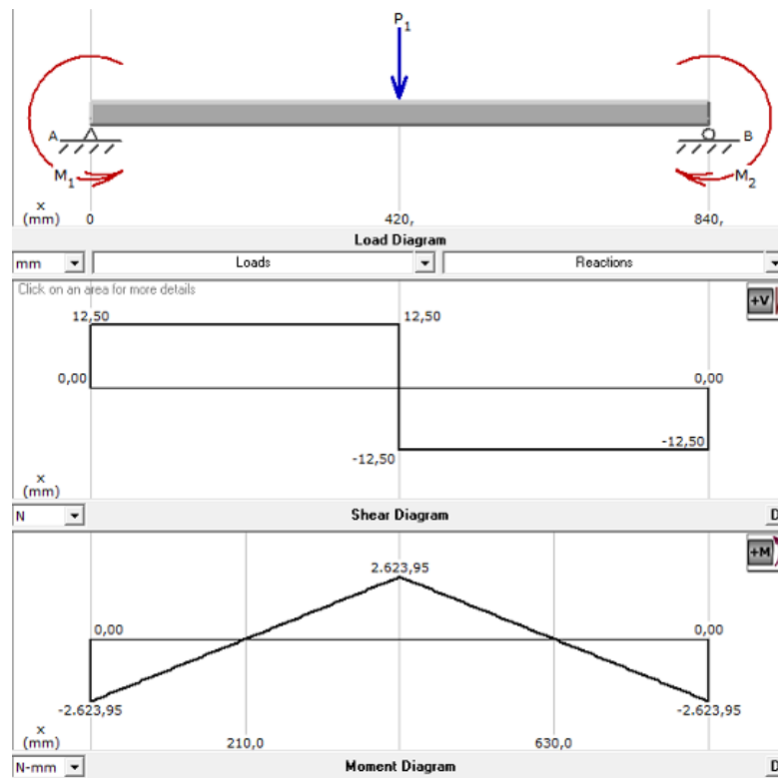 P1
A
B
M1
M2
x
(mm)
0
420,
840,
Load Diagram
mm
Loads
Reactions
Click on an area for more details
+V
12,50
12,50
0,00
0,00
-12,50
-12,50
x
(mm)
N
Shear Diagram
D
+M
2.623,95
0,00
0,00
-2.623,95
-2.623,95
x
(mm)
210,0
630,0
N-mm
Moment Diagram
D